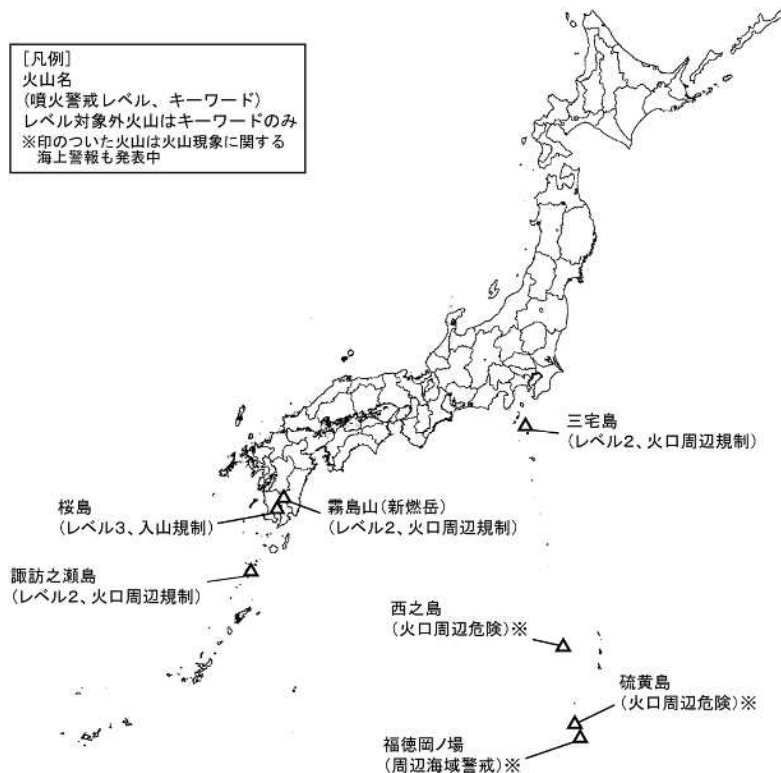 [凡例]
火山名
(噴火警戒レベル、キーワード)
レベル対象外火山はキーワードのみ
※印のついた火山は火山現象に関する
海上警報も発表中
三宅島
(レベル2、火口周辺規制)
桜島
(レベル3、入山規制)
霧島山(新燃岳)
(レベル2、火口周辺規制)
諏訪之瀬島
(レベル2、火口周辺規制)
西之島
(火口周辺危険)※
硫黄島
(火口周辺危険)※
福徳岡ノ場
(周辺海域警戒)※